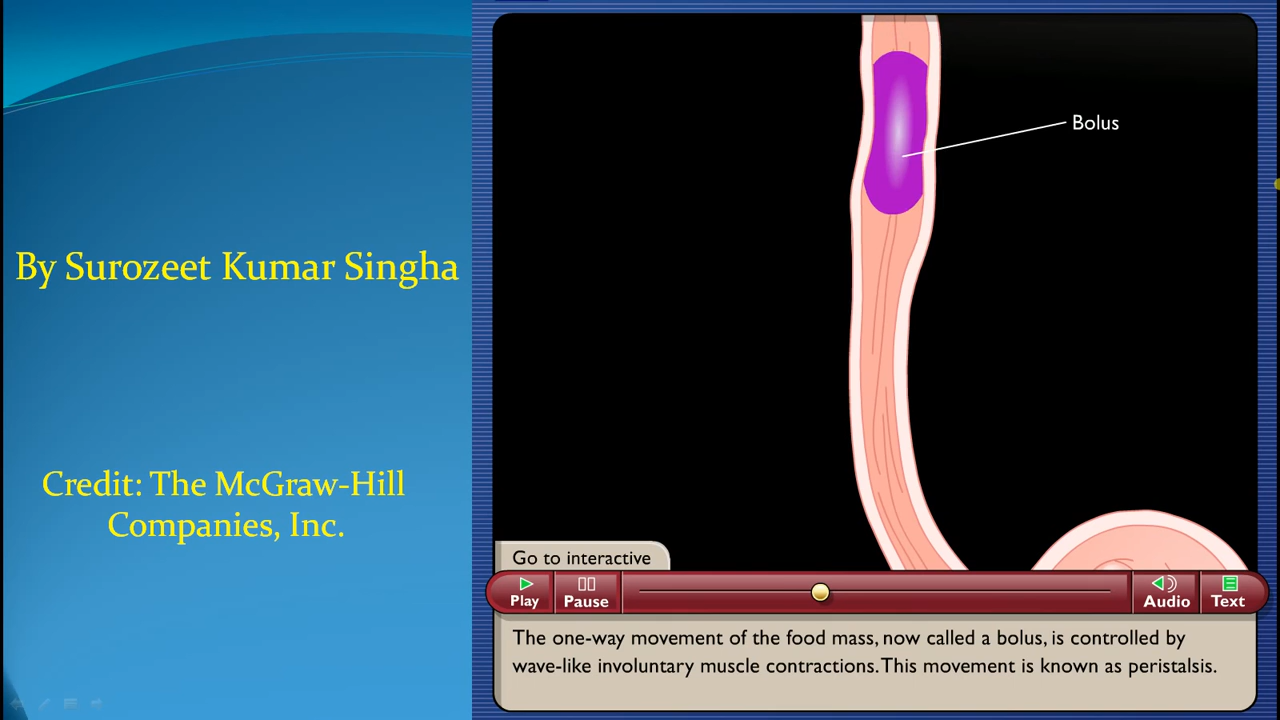 By Surozeet Kumar Singha
Credit: The McGraw-Hill
Companies, Inc.
Bolus
Go to interactive
Play
Pause
Audio
Text
The one-way movement of the food mass, now called a bolus, is controlled by
wave-like involuntary muscle contractions. This movement is known as peristalsis.